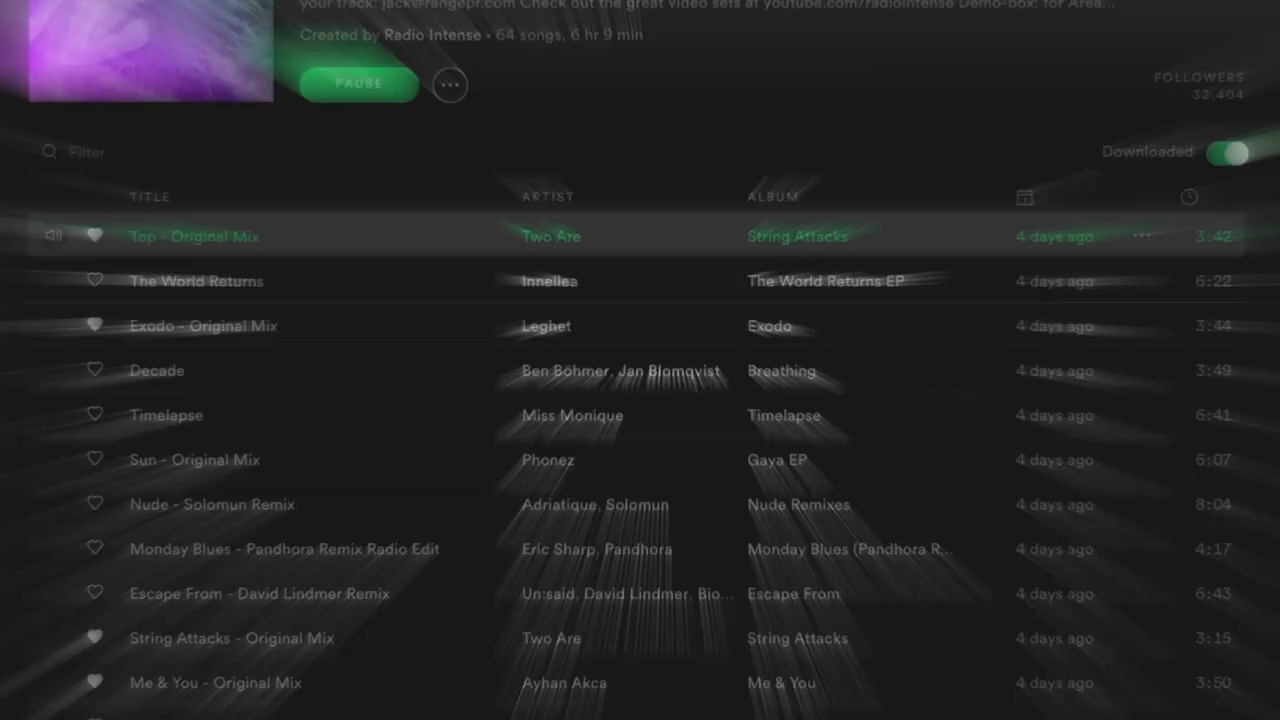 your track: jack@rangepr.com Check out the great video sets at youtube.com/radiointense Demo-box: for Area...
Created by Radio Intense • 64 songs, 6 hr 9 min
PAUSE
FOLLOWERS
32,404
Filter
Downloaded
TITLE ARTIST ALBUM
Top - Original Mix Two Are String Attacks 4 days ago 3:42
The World Returns Innellea The World Returns EP 4 days ago 6:22
Exodo - Original Mix Leghet Exodo 4 days ago 3:44
Decade Ben Böhmer, Jan Blomqvist Breathing 4 days ago 3:49
Timelapse Miss Monique Timelapse 4 days ago 6:41
Sun - Original Mix Phonez Gaya EP 4 days ago 6:07
Nude - Solomun Remix Adriatique, Solomun Nude Remixes 4 days ago 8:04
Monday Blues - Pandhora Remix Radio Edit Eric Sharp, Pandhora Monday Blues (Pandhora R... 4 days ago 4:17
Escape From - David Lindmer Remix Un:said, David Lindmer, Bio... Escape From 4 days ago 6:43
String Attacks - Original Mix Two Are String Attacks 4 days ago 3:15
Me & You - Original Mix Ayhan Akca Me & You 4 days ago 3:50